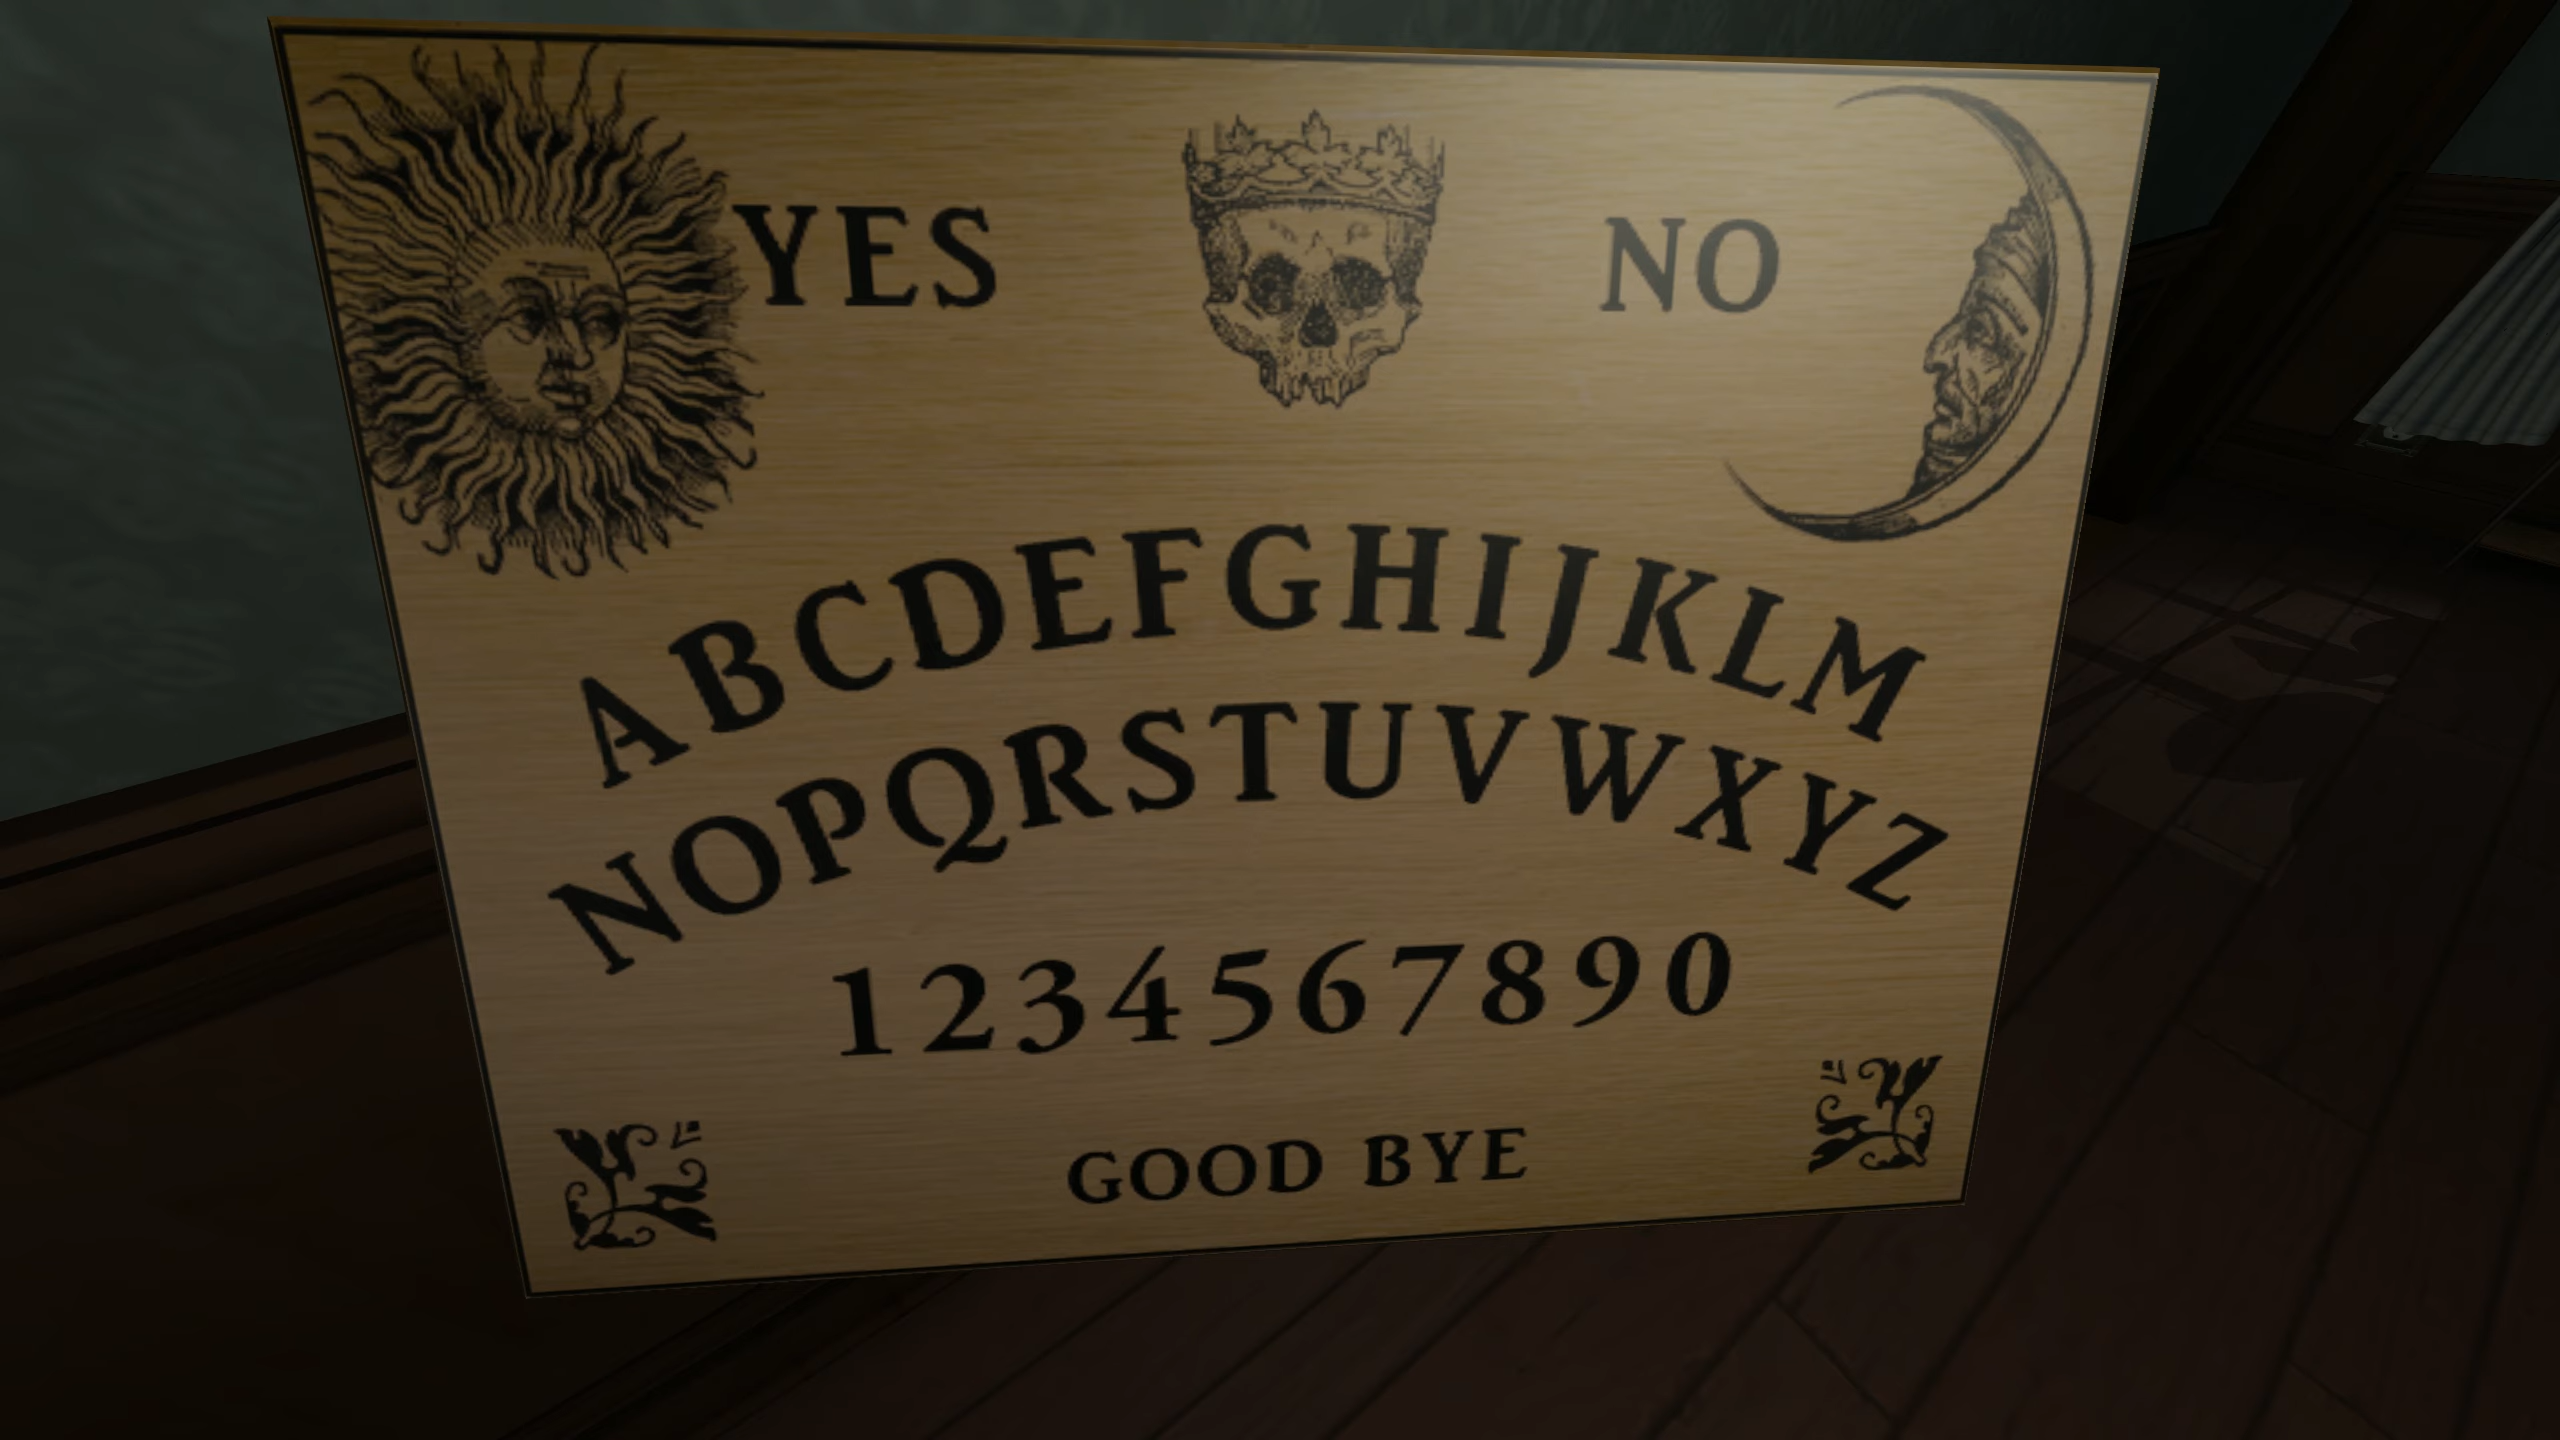 YES NO
ABCDEFGHIJKLM
NOPQRSTUVWXYZ
1234567890
GOOD BYE